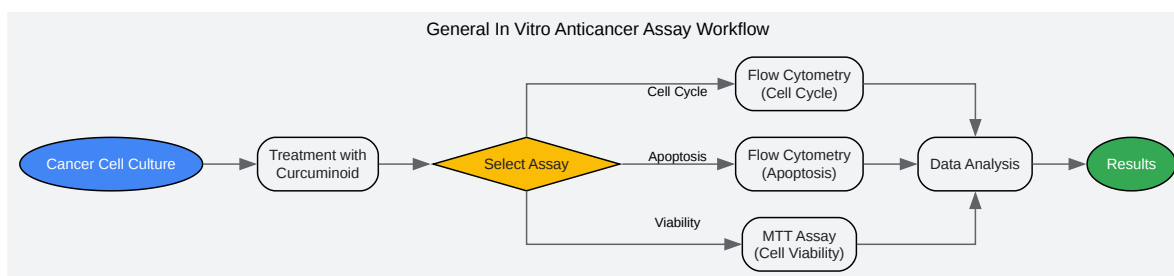 General In Vitro Anticancer Assay Workflow
Cancer Cell Culture
Treatment with
Curcuminoid
Select Assay
Cell Cycle
Flow Cytometry
(Cell Cycle)
Apoptosis
Flow Cytometry
(Apoptosis)
Viability
MTT Assay
(Cell Viability)
Data Analysis
Results